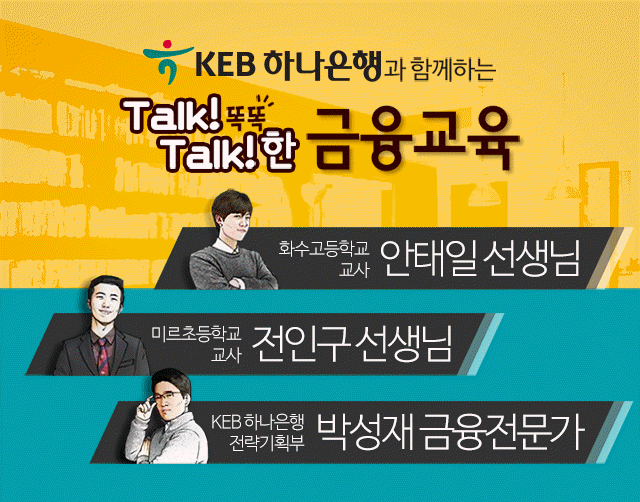 KEB 하나은행과 함께하는
Talk! 똑똑
Talk!한 금융교육
화수고등학교
교사 안태일 선생님
미르초등학교
교사 전인구 선생님
KEB 하나은행
전략기획부 박성재 금융전문가